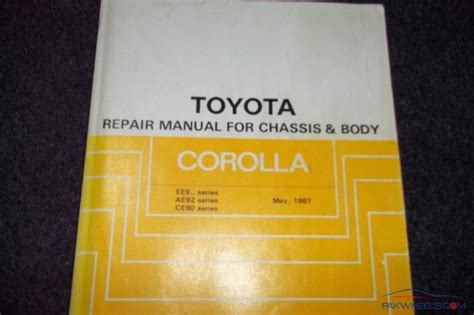 TOYOTA
REPAIR MANUAL FOR CHASSIS & BODY
COROLLA
EE9_ series
AE92 series May, 1987
CE90 series
PAKWHEELS.COM